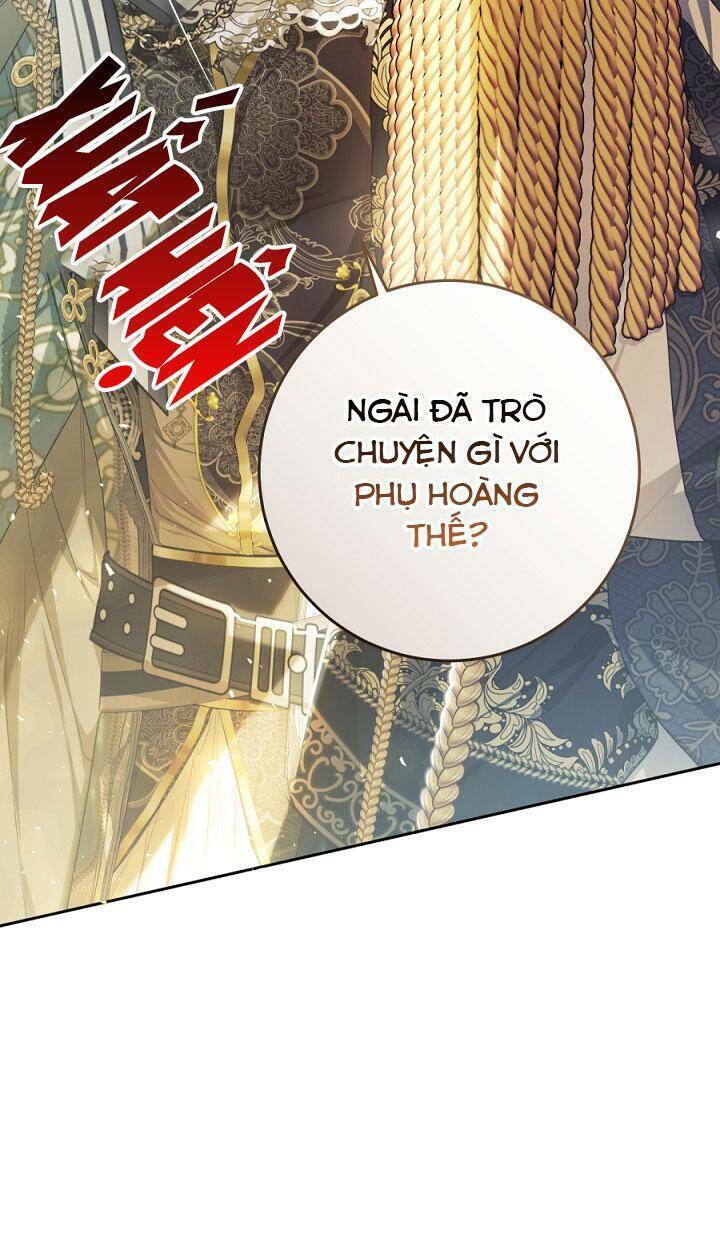 XUẤT HIỆN
NGÀI ĐÃ TRÒ
CHUYỆN GÌ VỚI
PHỤ HOÀNG
THẾ?